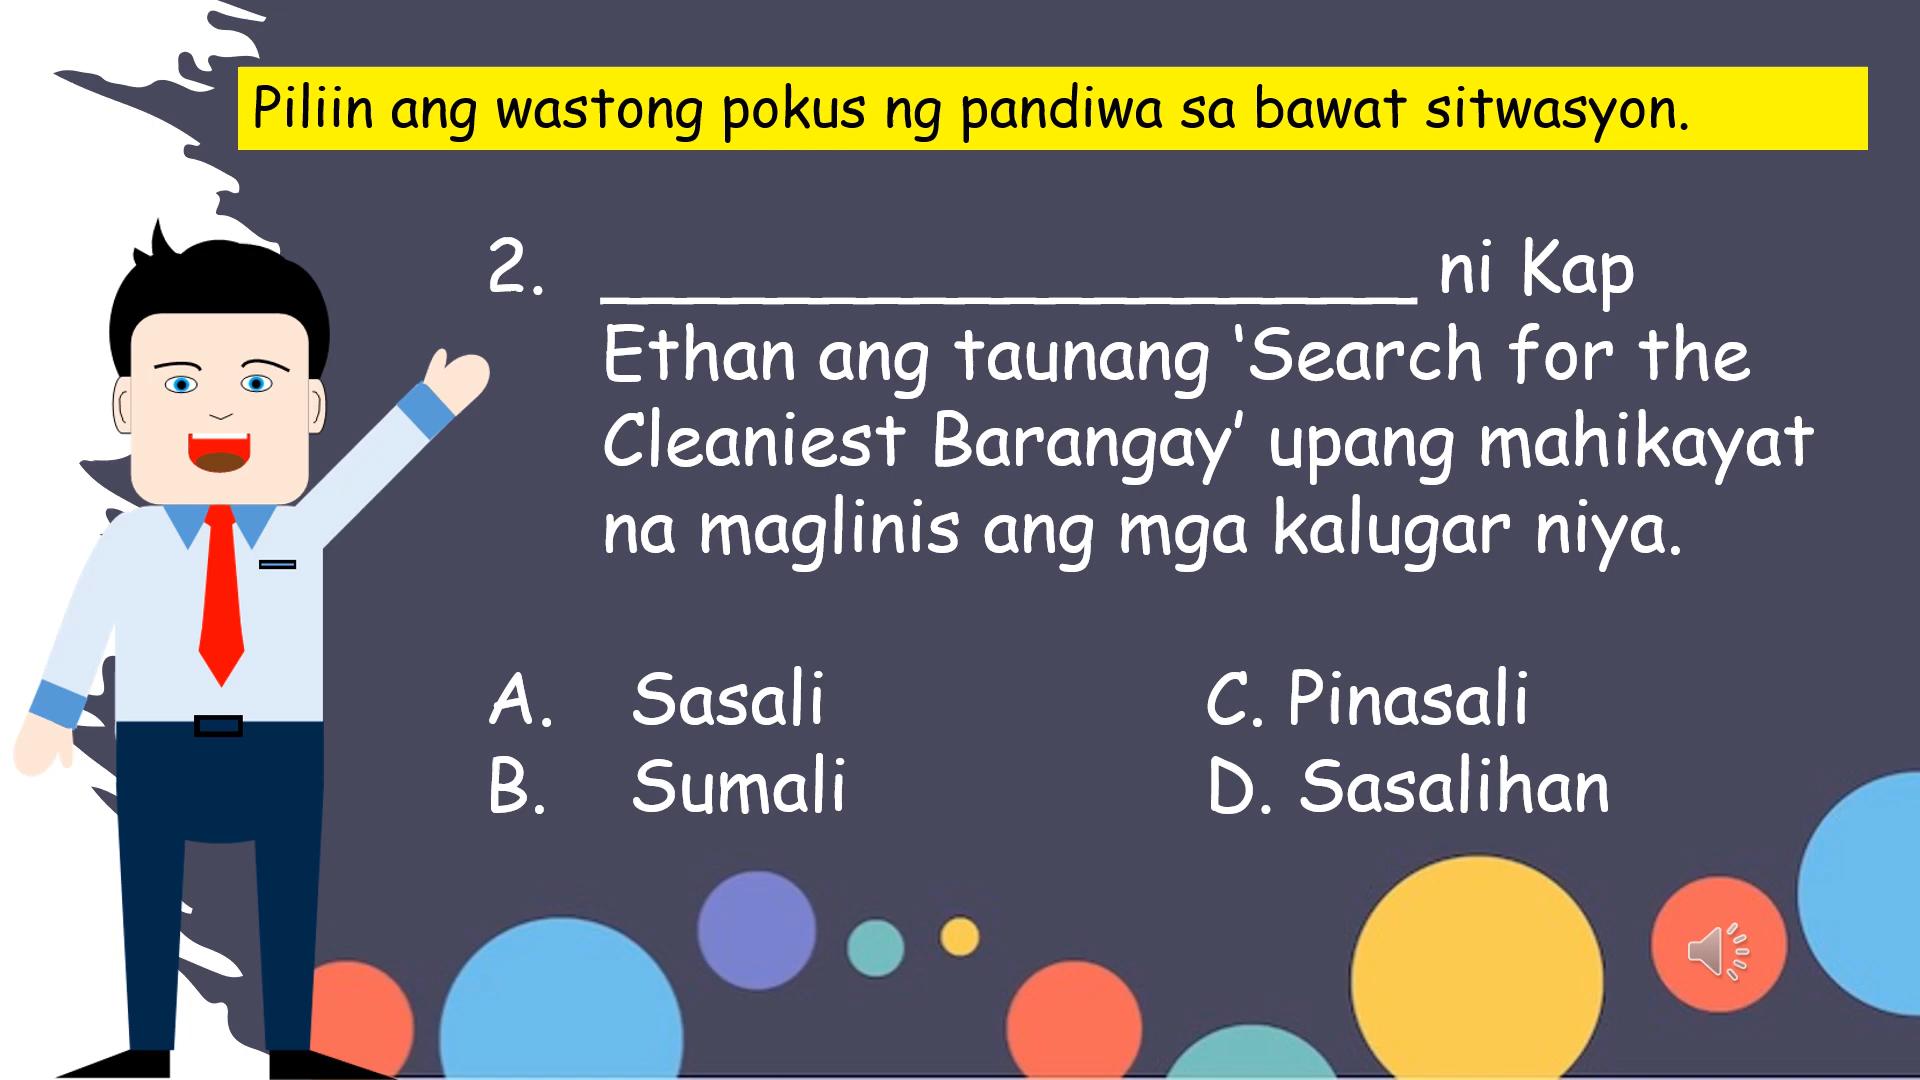 Piliin ang wastong pokus ng pandiwa sa bawat sitwasyon.
2. __________________ ni Kap
Ethan ang taunang ‘Search for the
Cleaniest Barangay’ upang mahikayat
na maglinis ang mga kalugar niya.
A. Sasali
B. Sumali
C. Pinasali
D. Sasalihan